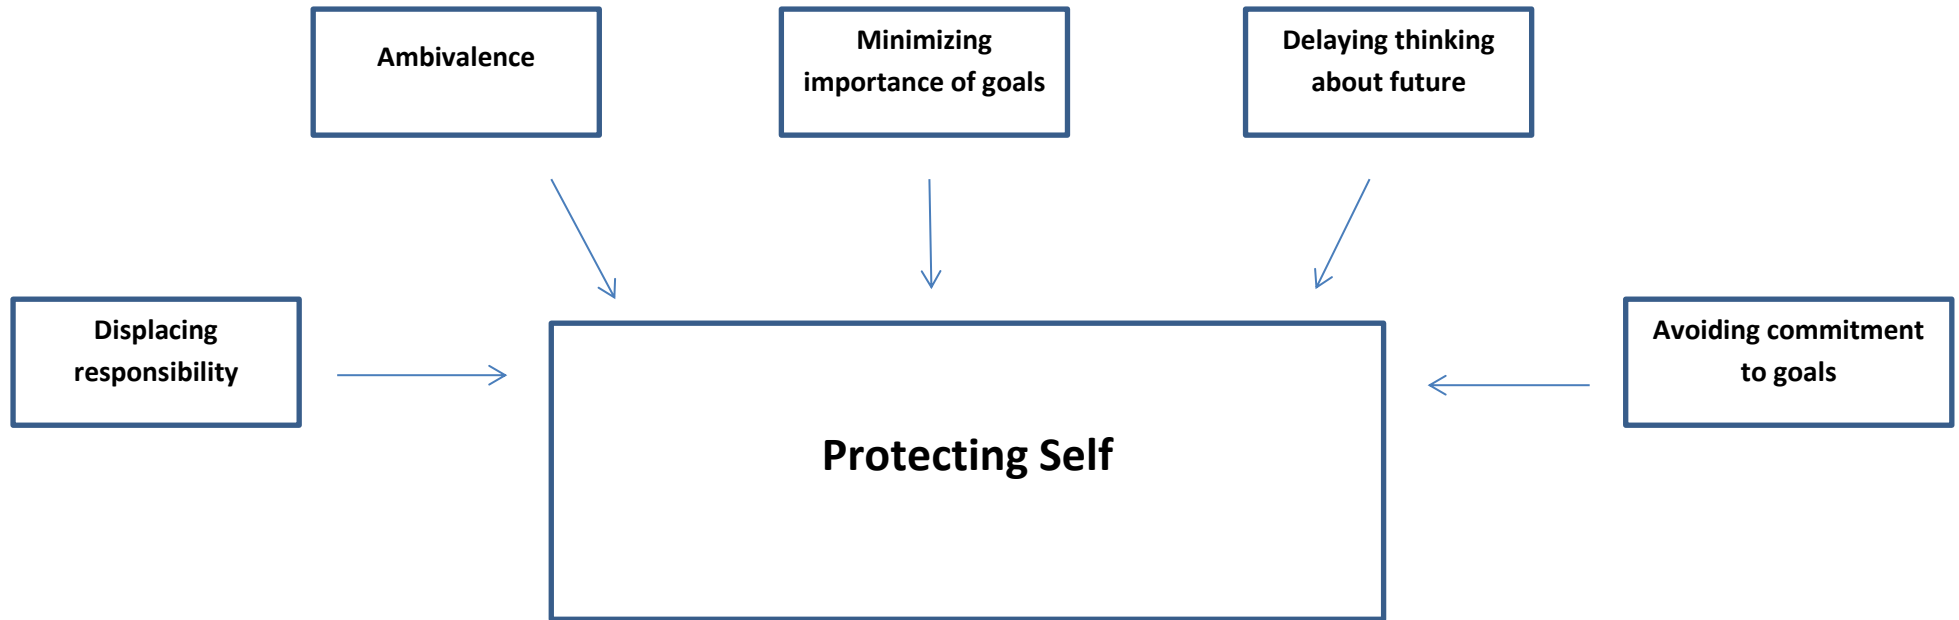 Ambivalence
Minimizing
importance of goals
Delaying thinking
about future
Displacing
responsibility
Avoiding commitment
to goals
Protecting Self